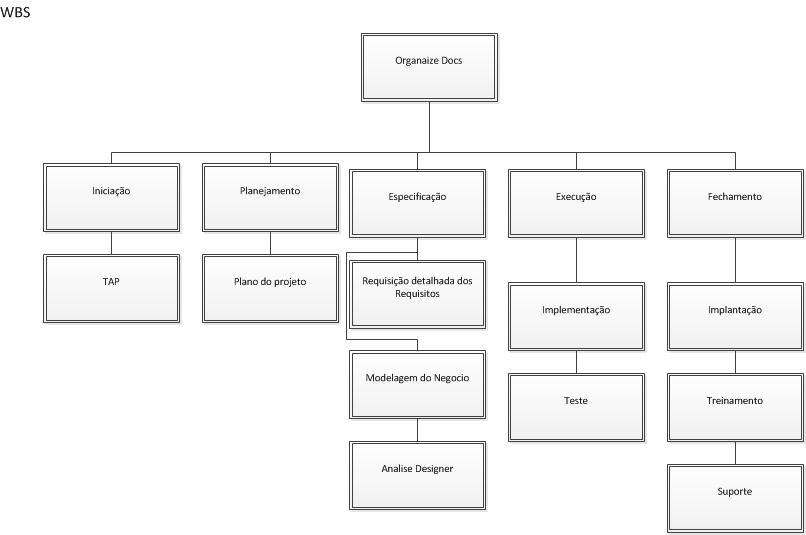 WBS
Organaize Docs
Iniciação
Planejamento
Especificação
Execução
Fechamento
TAP
Plano do projeto
Requisição detalhada dos
Requisitos
Implementação
Implantação
Modelagem do Negocio
Teste
Treinamento
Analise Designer
Suporte